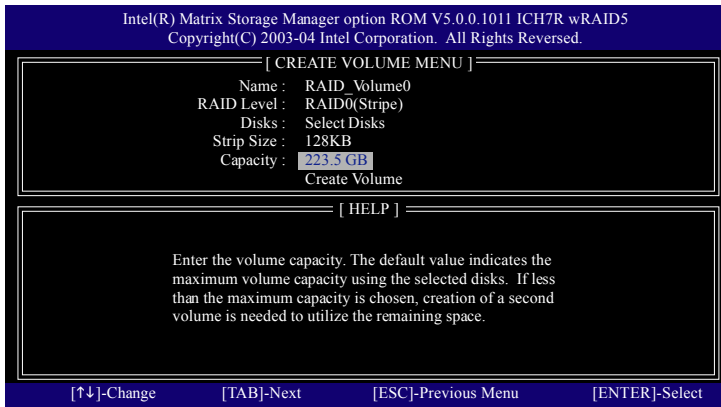 Intel(R) Matrix Storage Manager option ROM V5.0.0.1011 ICH7R wRAID5
Copyright(C) 2003-04 Intel Corporation. All Rights Reversed.
[ CREATE VOLUME MENU ]
Name : RAID_Volume0
RAID Level : RAID0(Stripe)
Disks : Select Disks
Strip Size : 128KB
Capacity : 223.5 GB
Create Volume
[ HELP ]
Enter the volume capacity. The default value indicates the
maximum volume capacity using the selected disks. If less
than the maximum capacity is chosen, creation of a second
volume is needed to utilize the remaining space.
[↑↓]-Change [TAB]-Next [ESC]-Previous Menu [ENTER]-Select